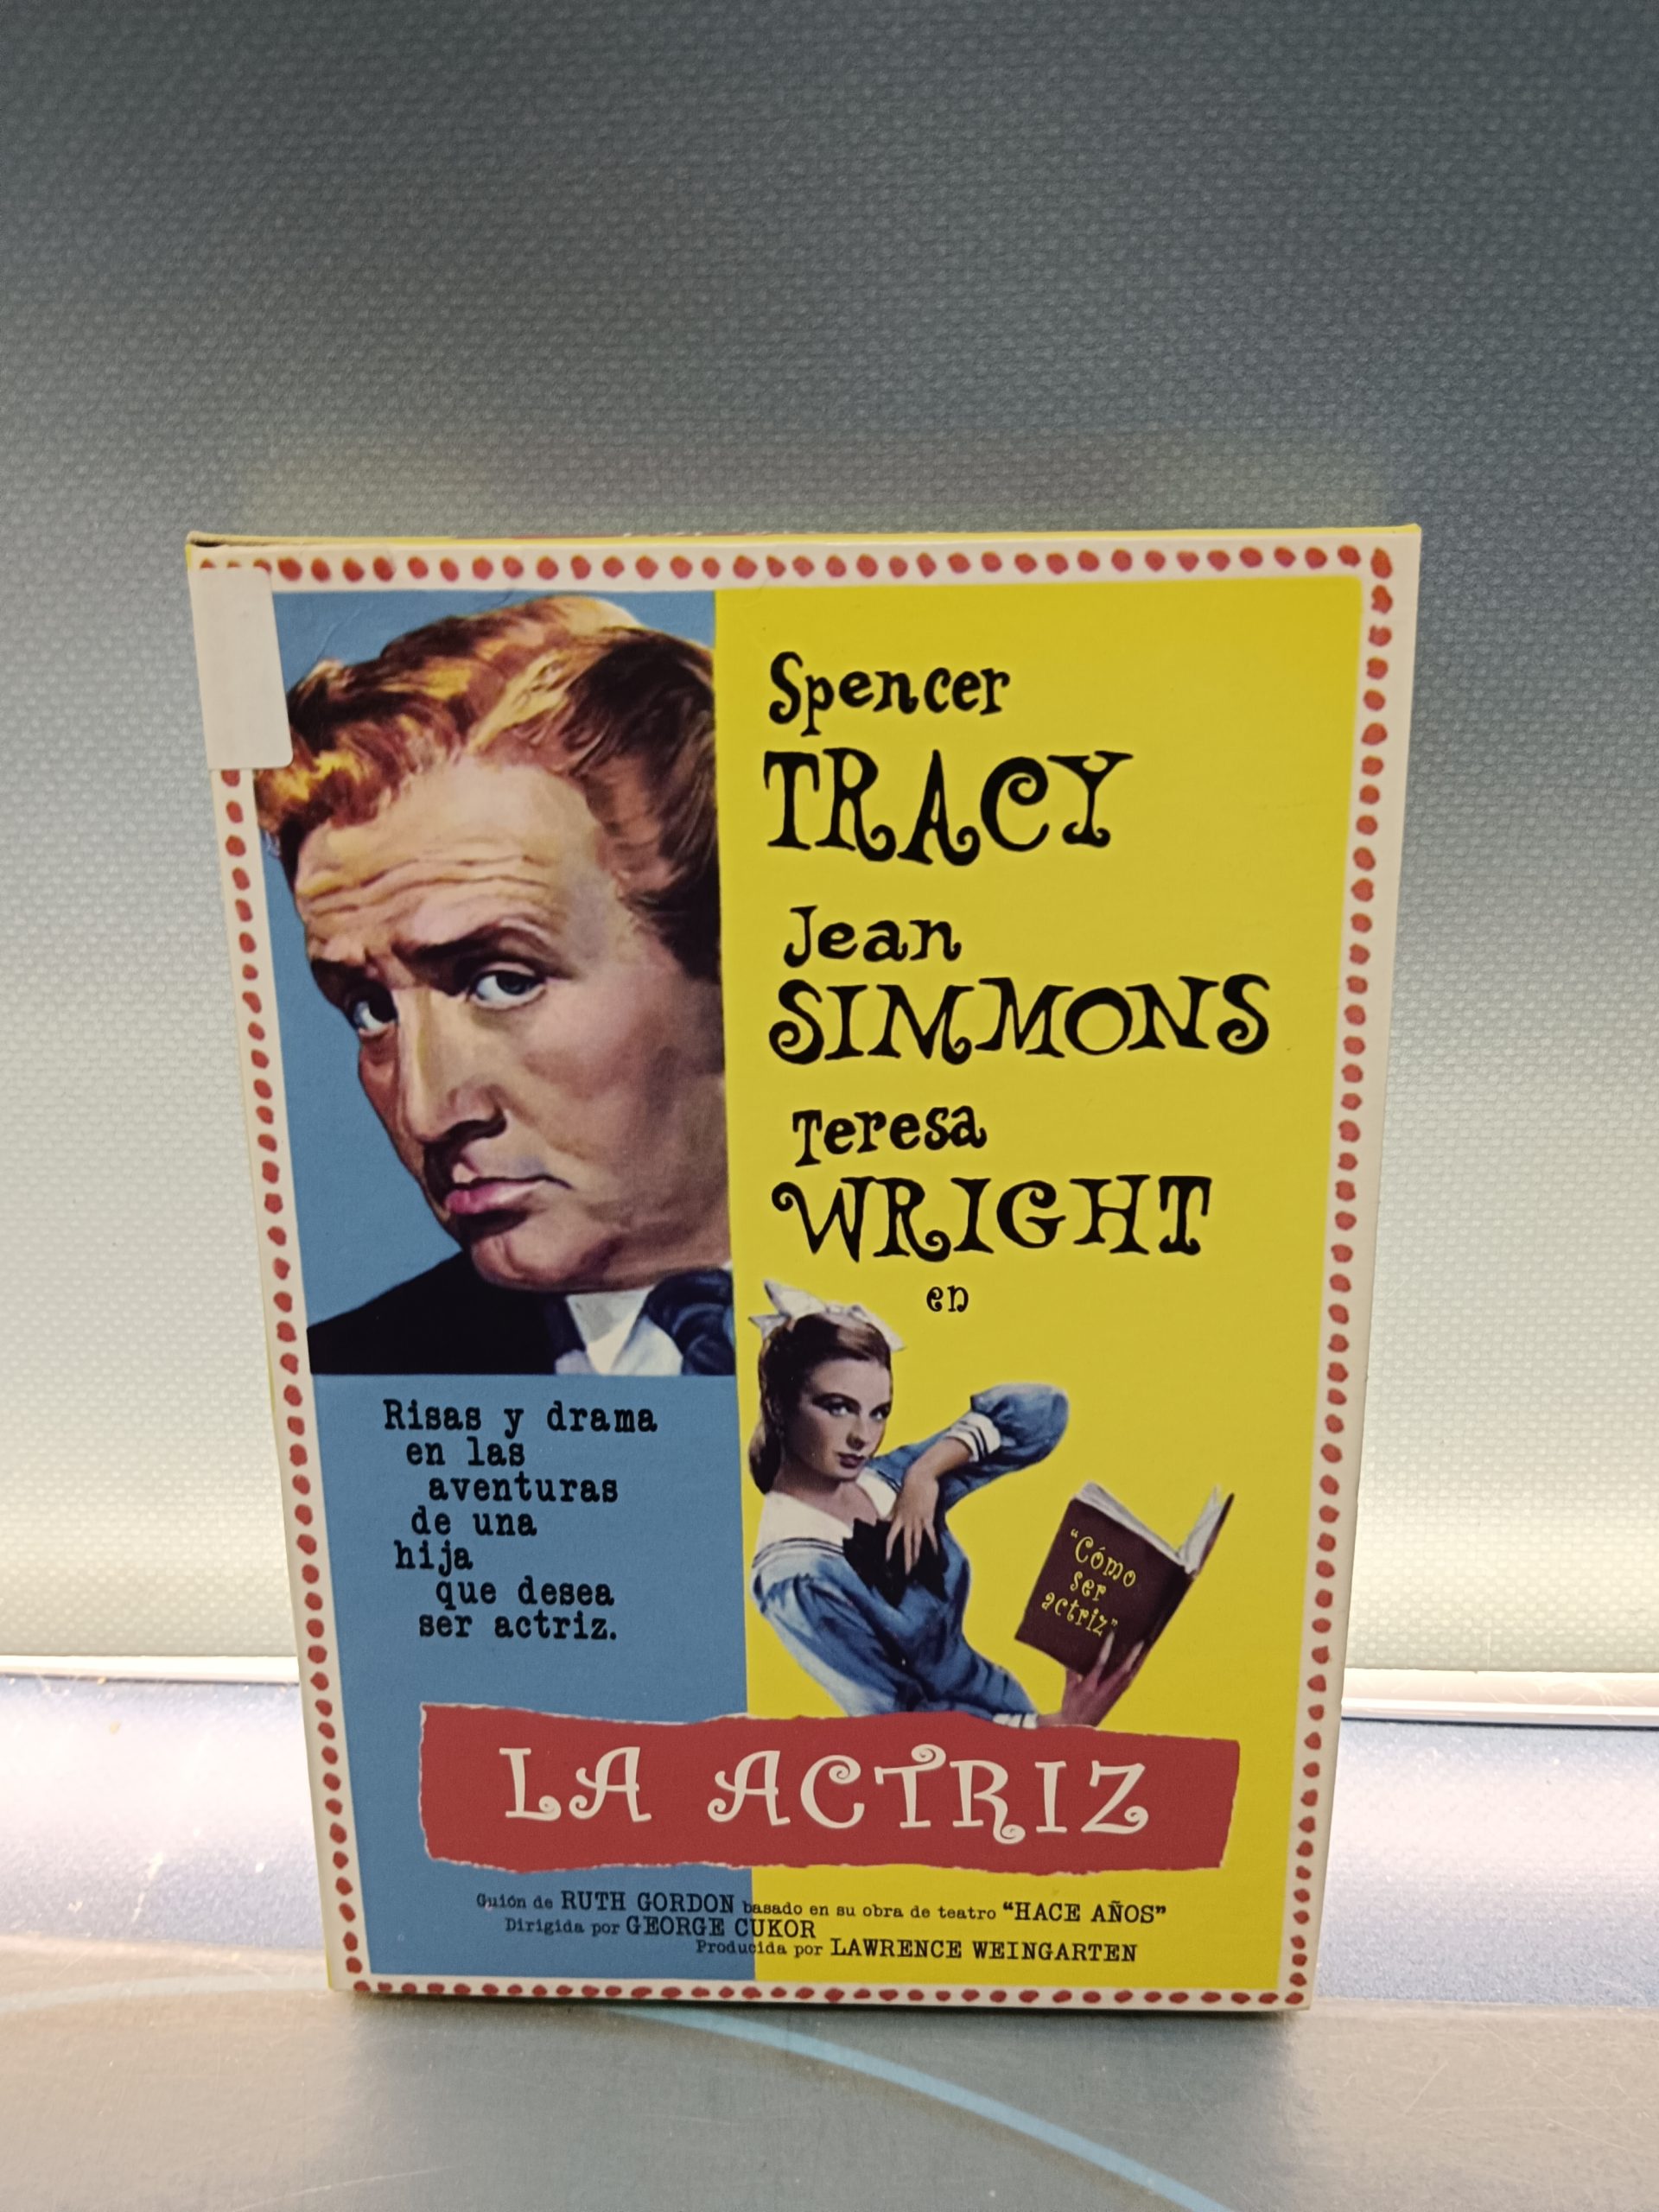 Spencer
TRACY
Jean
SIMMONS
Teresa
WRIGHT
en
Risas y drama
en las
aventuras
de una
hija
que desea
ser actriz.
"Cómo
ser
actriz"
LA ACTRIZ
Guión de RUTH GORDON basado en su obra de teatro "HACE AÑOS"
Dirigida por GEORGE CUKOR
Producida por LAWRENCE WEINGARTEN